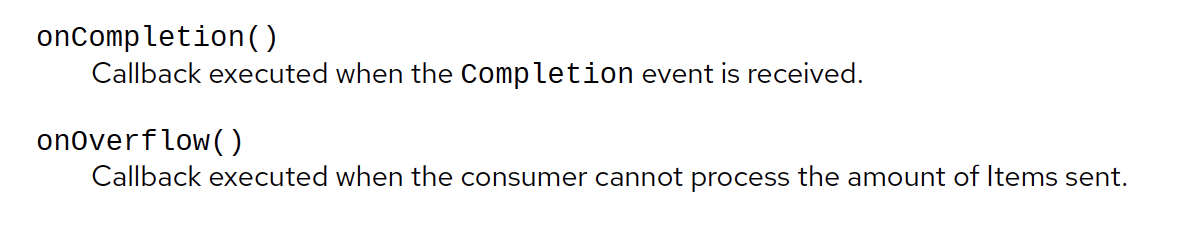 onCompletion()
Callback executed when the Completion event is received.
onOverflow()
Callback executed when the consumer cannot process the amount of Items sent.